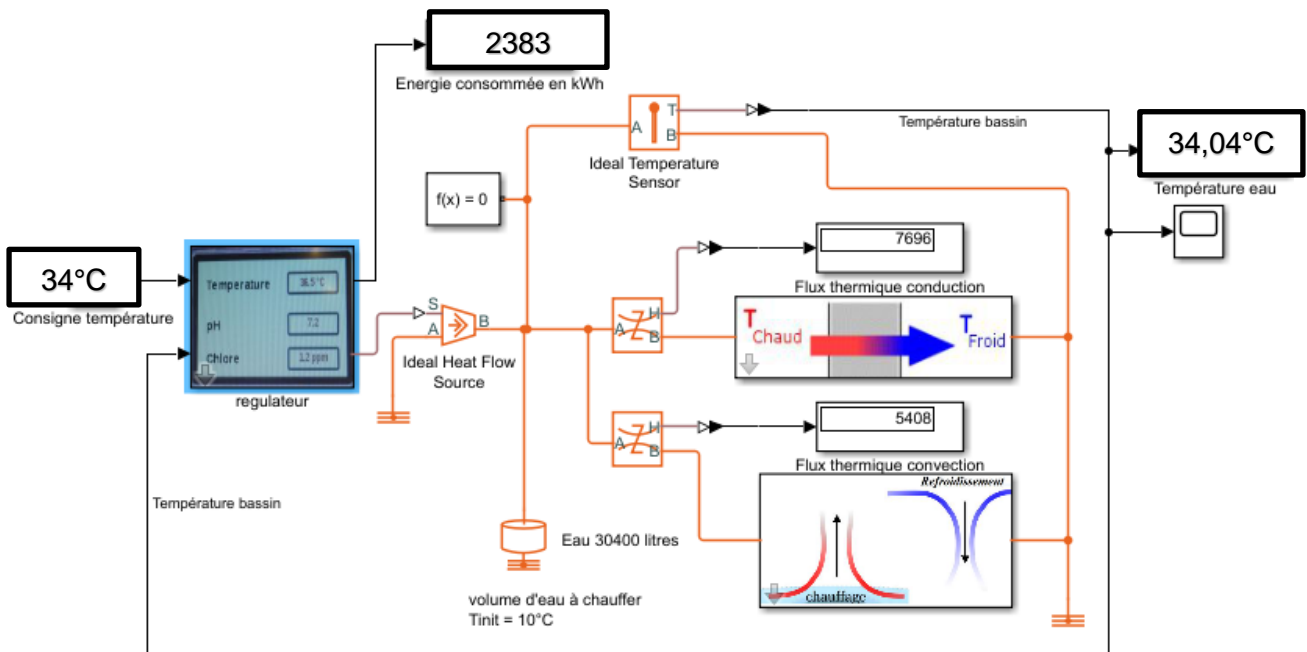 2383
Energie consommée en kWh
T
A
B
Ideal Temperature
Sensor
Température bassin
34,04°C
Température eau
f(x) = 0
34°C
Consigne température
Temperature
pH
7,2
Chlore
1.2 ppm
regulateur
S
A
B
Ideal Heat Flow
Source
7696
Flux thermique conduction
H
A
B
T
Chaud
T
Froid
5408
Flux thermique convection
H
A
B
Refroidissement
chauffage
Température bassin
Eau 30400 litres
volume d'eau à chauffer
Tinit = 10°C